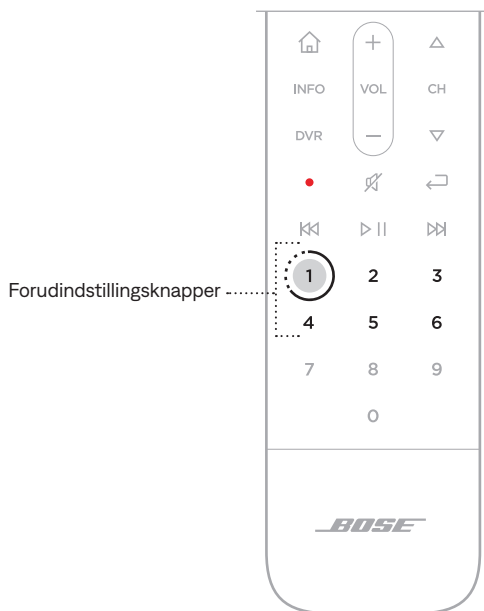 INFO VOL CH
DVR
1 2 3
Forudindstillingsknapper
4 5 6
7 8 9
0
BOSE